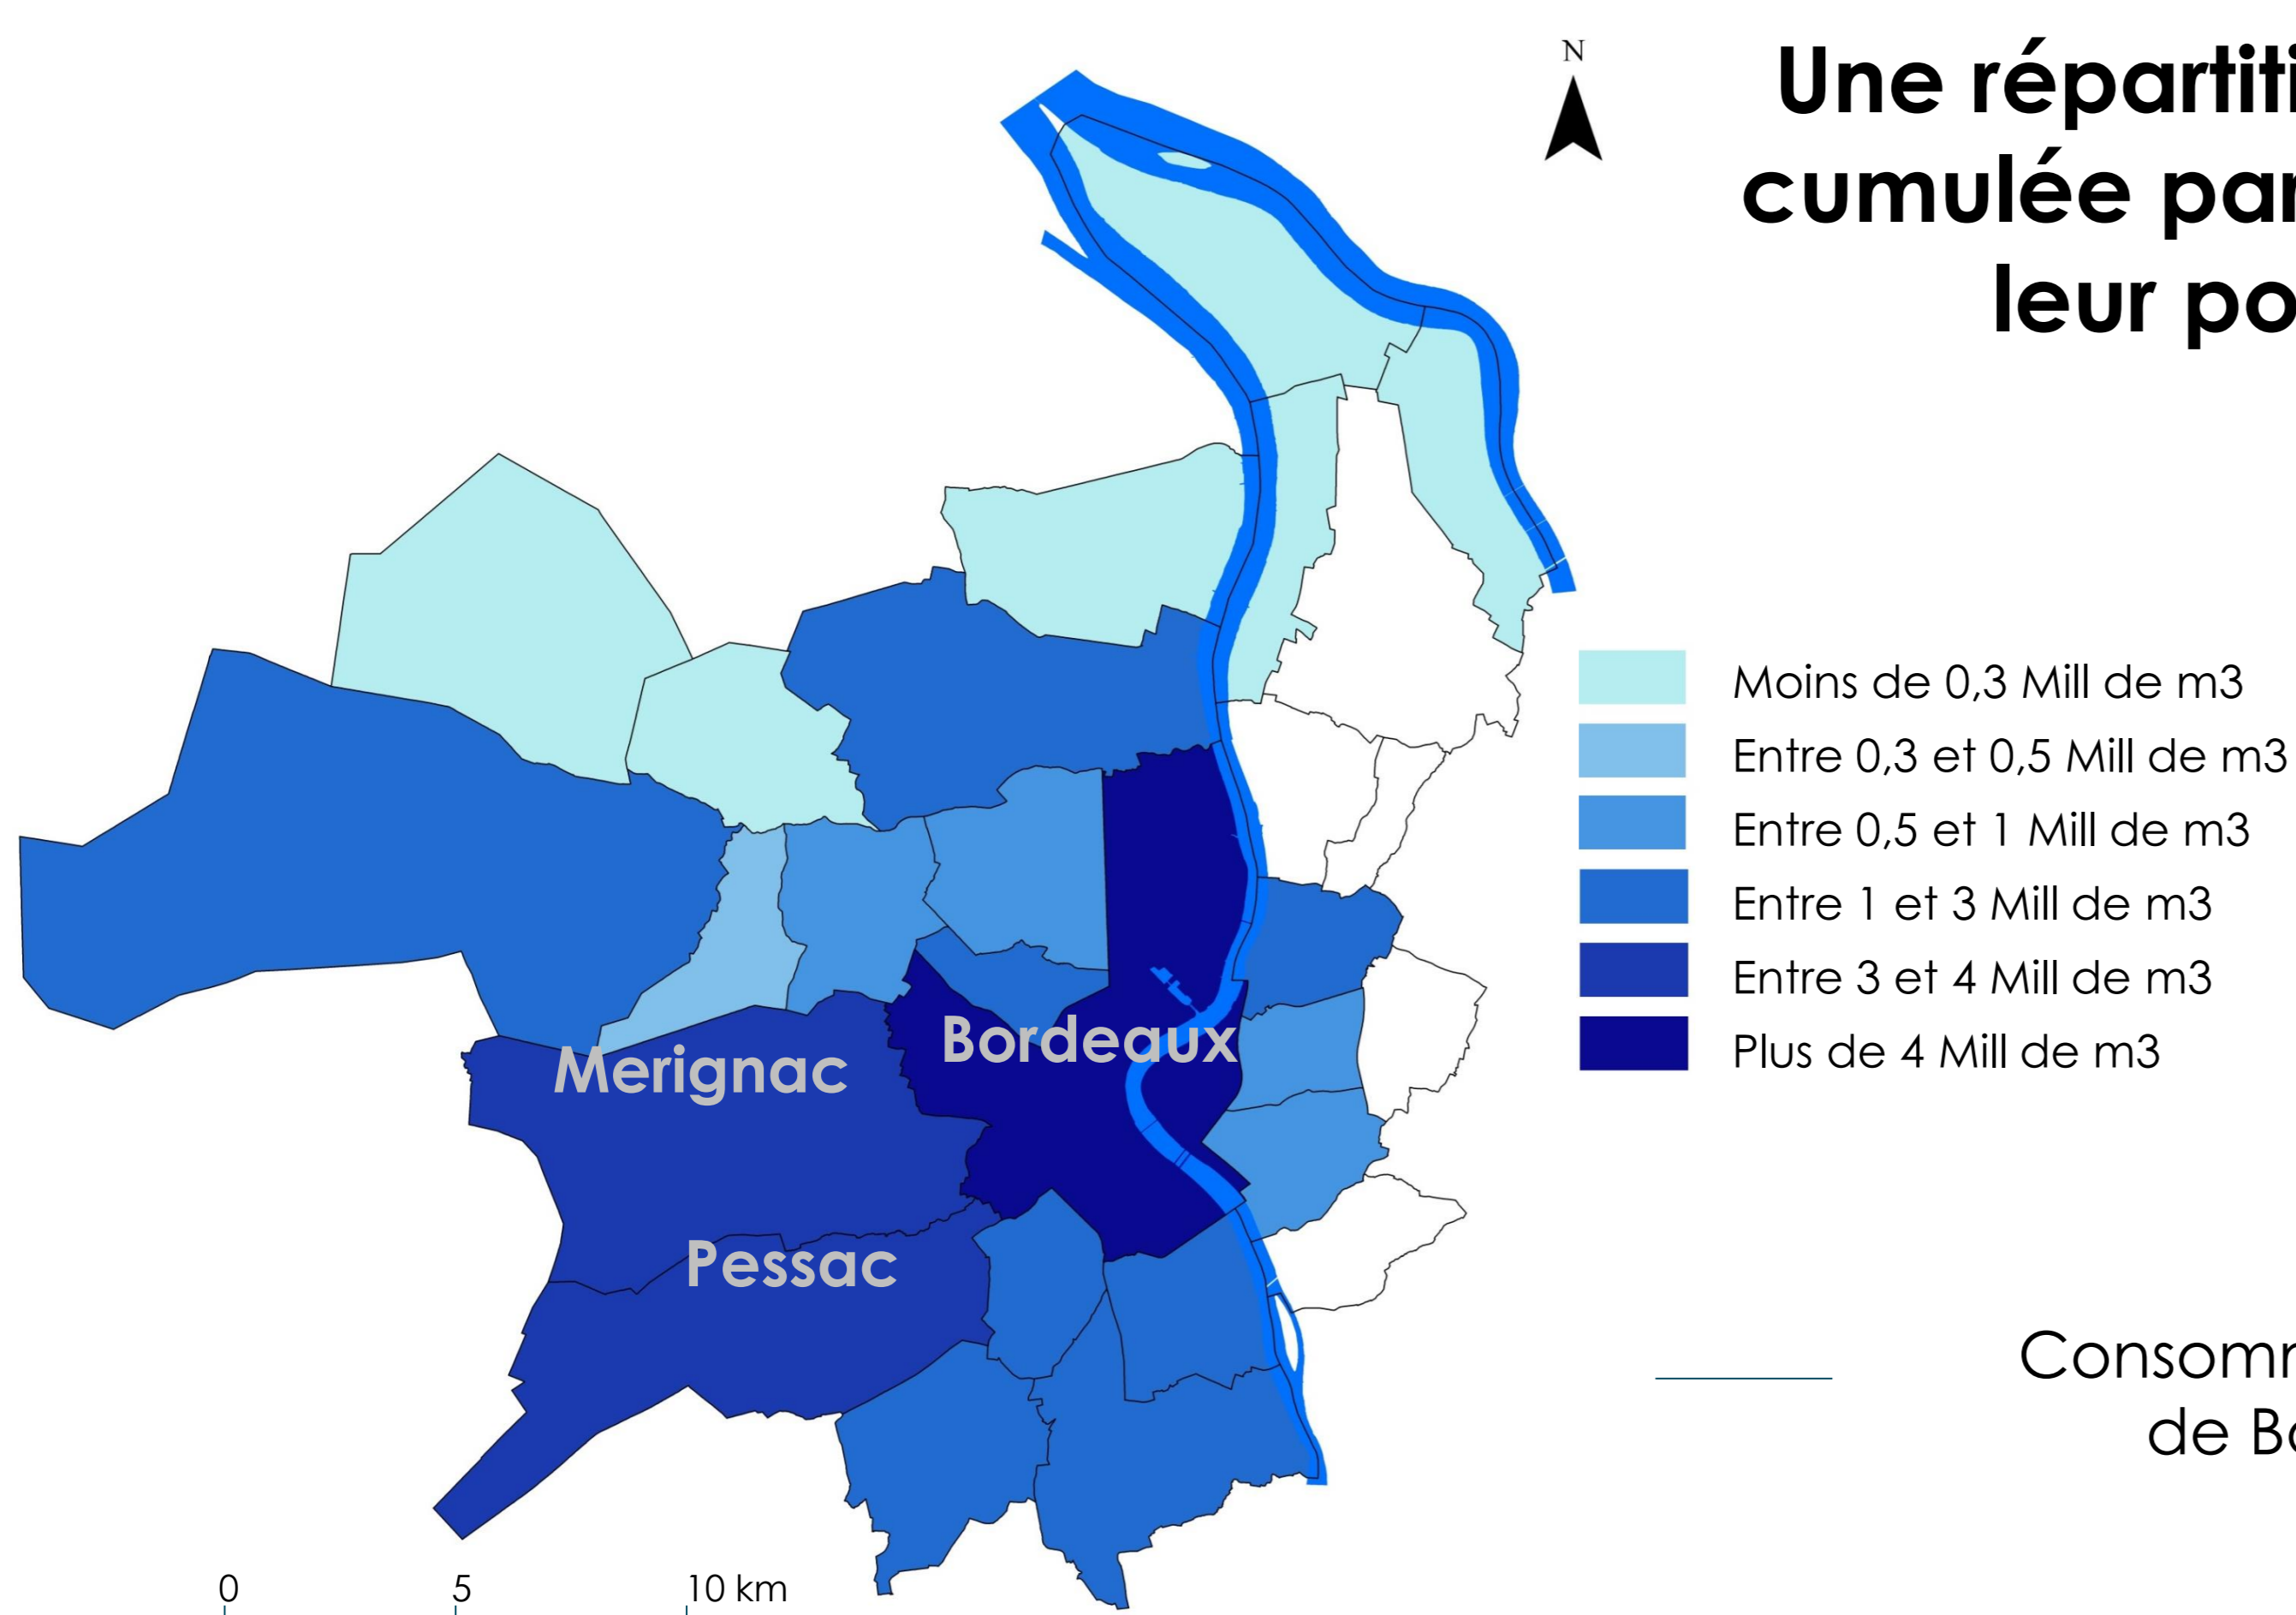 N
Une répartiti
cumulée par
leur po
Moins de 0,3 Mill de m3
Entre 0,3 et 0,5 Mill de m3
Entre 0,5 et 1 Mill de m3
Entre 1 et 3 Mill de m3
Entre 3 et 4 Mill de m3
Plus de 4 Mill de m3
Bordeaux
Merignac
Pessac
Consomm
de Bo
0 5 10 km